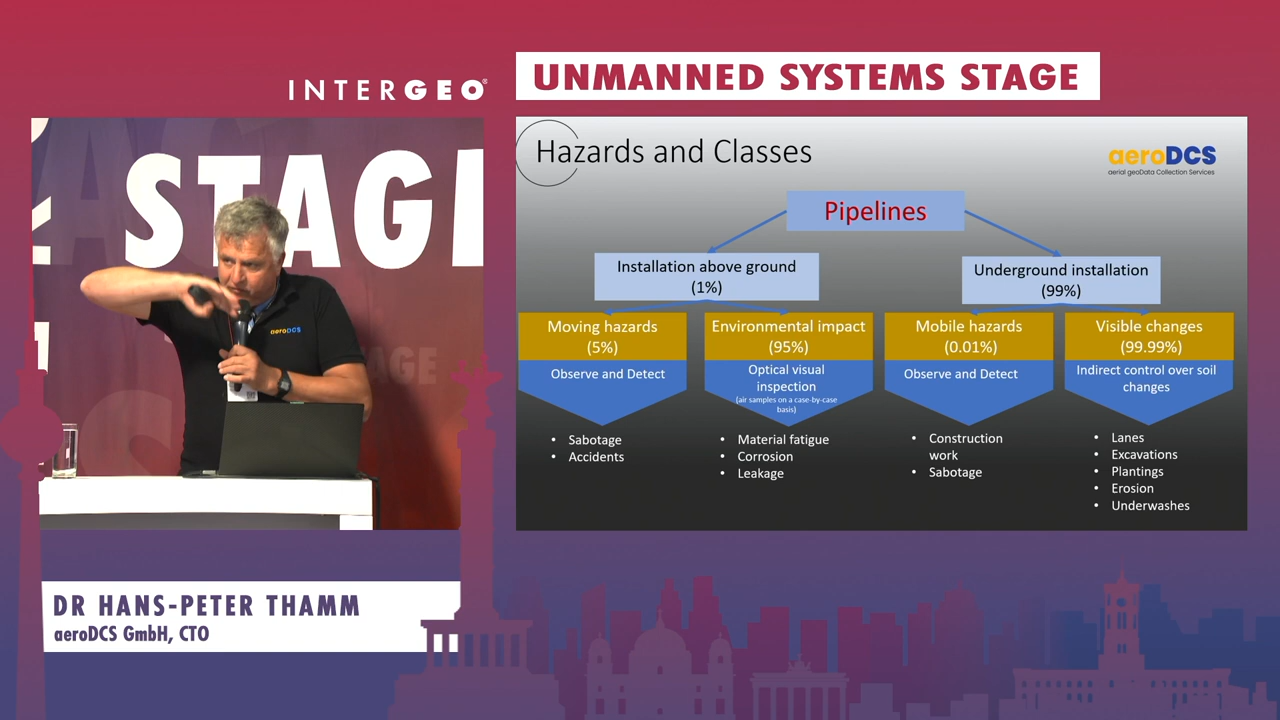 INTERGEO®
UNMANNED SYSTEMS STAGE
STAGE
STAGE
aeroDCS
Hazards and Classes
aeroDCS
aerial geoData Collection Services
Pipelines
Installation above ground
(1%)
Underground installation
(99%)
Moving hazards
(5%)
Observe and Detect
• Sabotage
• Accidents
Environmental impact
(95%)
Optical visual
inspection
(air samples on a case-by-case
basis)
• Material fatigue
• Corrosion
• Leakage
Mobile hazards
(0.01%)
Observe and Detect
• Construction
work
• Sabotage
Visible changes
(99.99%)
Indirect control over soil
changes
• Lanes
• Excavations
• Plantings
• Erosion
• Underwashes
DR HANS-PETER THAMM
aeroDCS GmbH, CTO